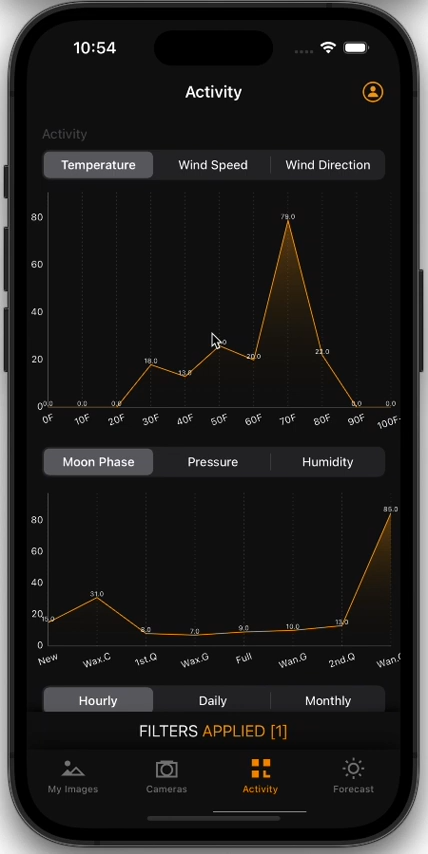 10:54
Activity
Activity
Temperature Wind Speed Wind Direction
80
60
40
20
0
0.0 0.0 0.0 18.0 13.0 20.0 79.0 22.0 0.0 0.0
0F 10F 20F 30F 40F 50F 60F 70F 80F 90F 100F
Moon Phase Pressure Humidity
80
60
40
20
0
15.0 31.0 8.0 7.0 9.0 10.0 13.0 85.0
New Wax.C 1st.Q Wax.G Full Wan.G 2nd.Q Wan.
Hourly Daily Monthly
FILTERS APPLIED [1]
My Images Cameras Activity Forecast